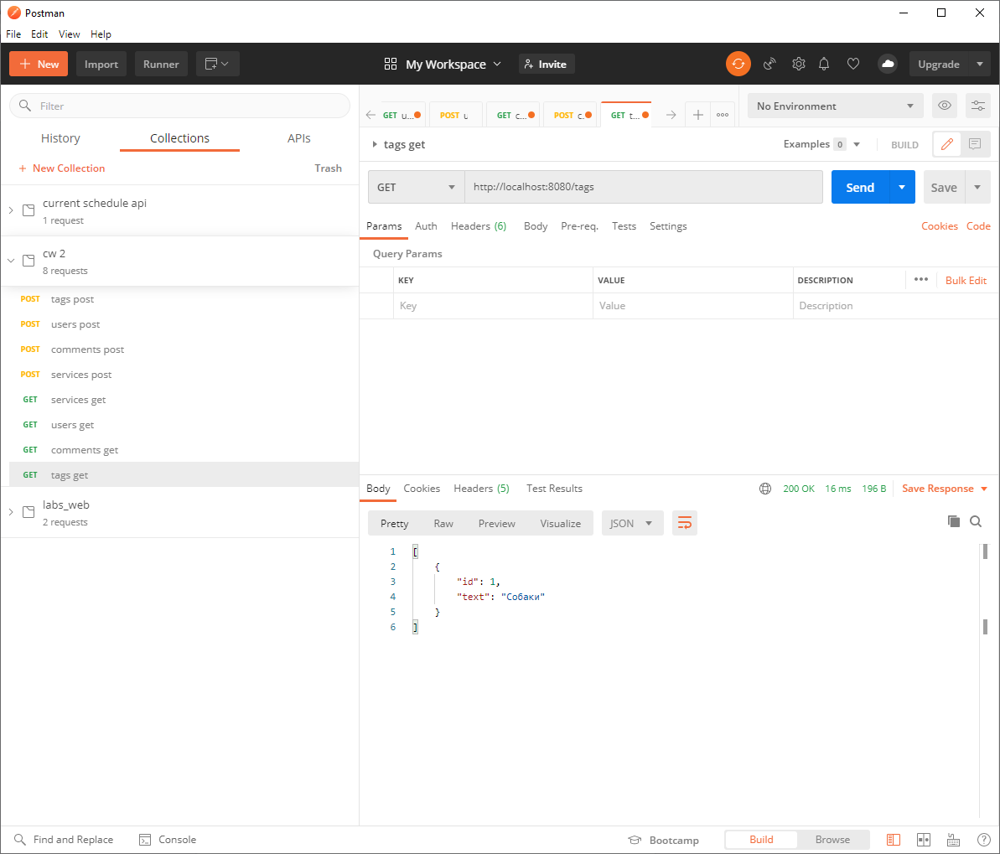 Postman
File Edit View Help
New Import Runner My Workspace Invite Upgrade
Filter
History Collections APIs
New Collection Trash
current schedule api
1 request
cw 2
8 requests
POST tags post
POST users post
POST comments post
POST services post
GET services get
GET users get
GET comments get
GET tags get
labs_web
2 requests
GET u... POST u GET c... POST c. GET t...
No Environment
tags get Examples 0 BUILD
GET http://localhost:8080/tags Send Save
Params Auth Headers (6) Body Pre-req. Tests Settings Cookies Code
Query Params
KEY VALUE DESCRIPTION ••• Bulk Edit
Key Value Description
Body Cookies Headers (5) Test Results 200 OK 16 ms 196 B Save Response
Pretty Raw Preview Visualize JSON
1 [
2 {
3 "id": 1,
4 "text": "Собаки"
5 }
6 ]
Find and Replace Console Bootcamp Build Browse